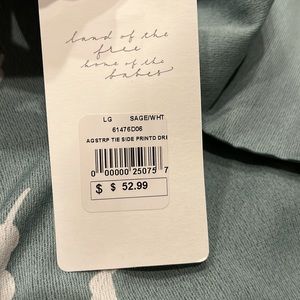 land of the
free
home of the
babes
LG SAGE/WHT
61476D06
AGSTRP TIE SIDE PRINTD DRE
0 00000 25075 7
$ $ 52.99